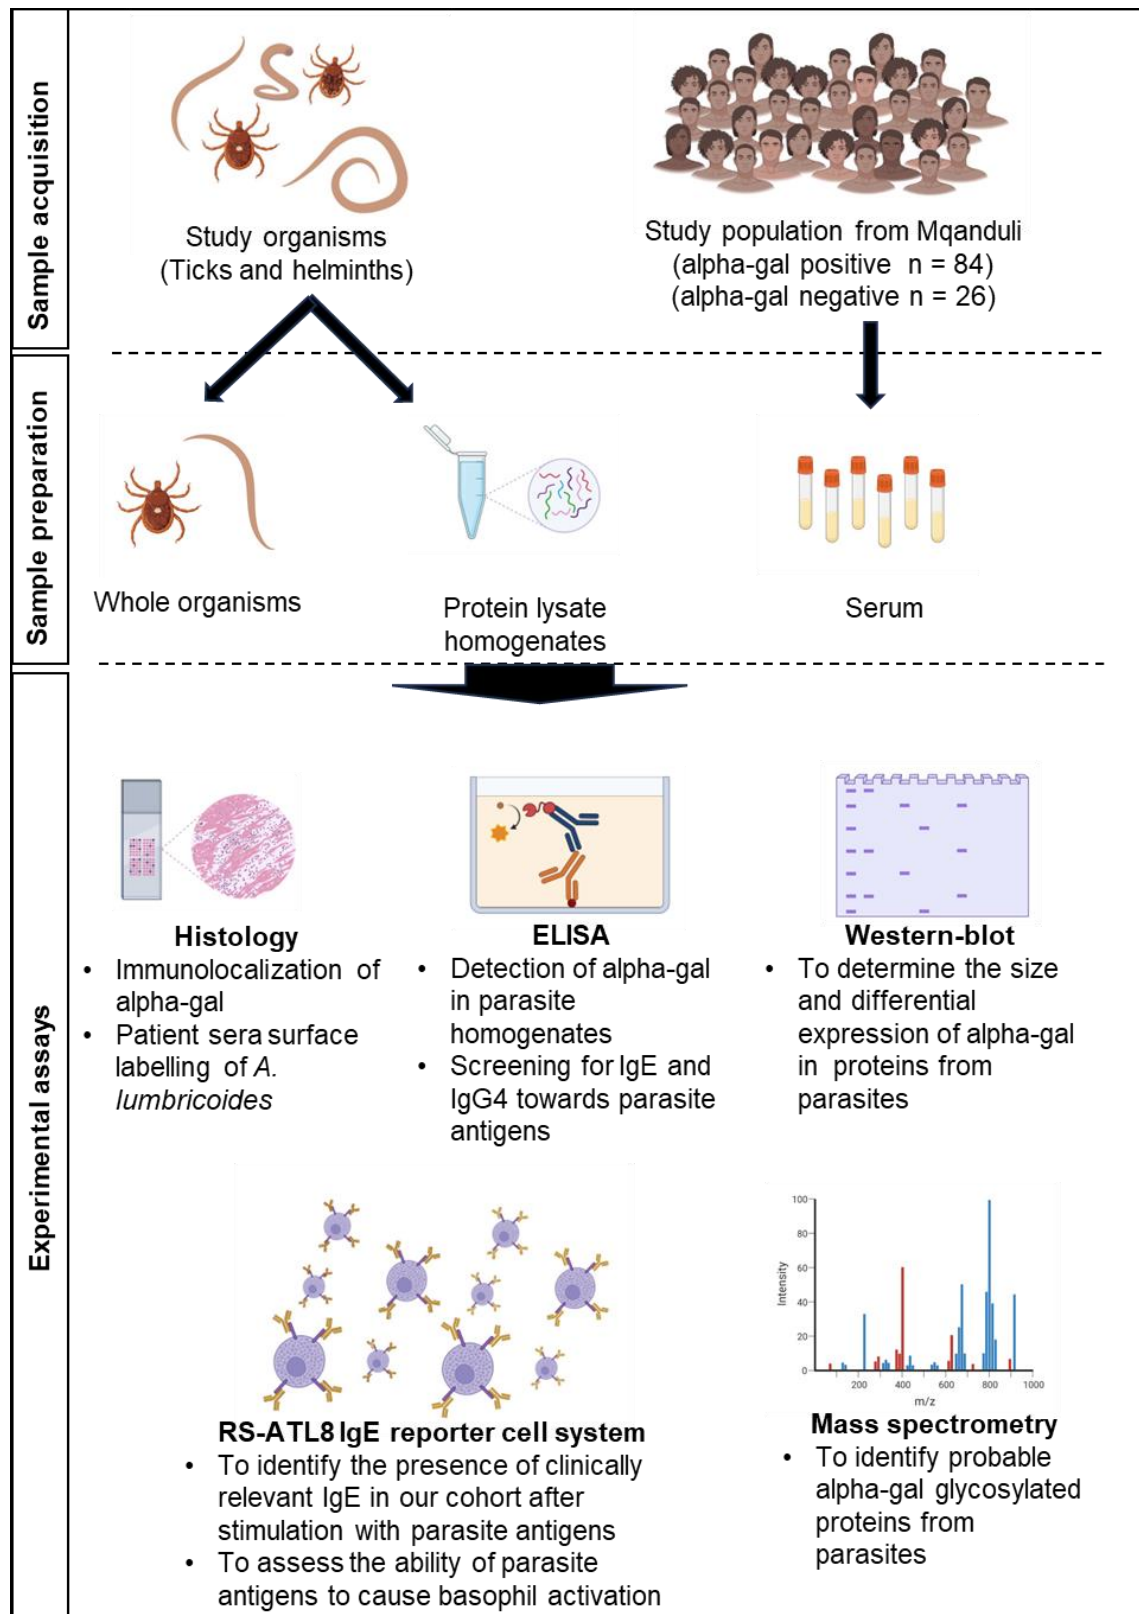 Sample acquisition
Study organisms
(Ticks and helminths)
Study population from Mqanduli
(alpha-gal positive n = 84)
(alpha-gal negative n = 26)
Sample preparation
Whole organisms
Protein lysate
homogenates
Serum
Experimental assays
Histology
• Immunolocalization of
alpha-gal
• Patient sera surface
labelling of A.
lumbricoides
ELISA
• Detection of alpha-gal
in parasite
homogenates
• Screening for IgE and
IgG4 towards parasite
antigens
Western-blot
• To determine the size
and differential
expression of alpha-gal
in proteins from
parasites
RS-ATL8 IgE reporter cell system
• To identify the presence of clinically
relevant IgE in our cohort after
stimulation with parasite antigens
• To assess the ability of parasite
antigens to cause basophil activation
Intensity
100
80
60
40
20
0
200 400 600 800 1000
m/z
Mass spectrometry
• To identify probable
alpha-gal glycosylated
proteins from
parasites